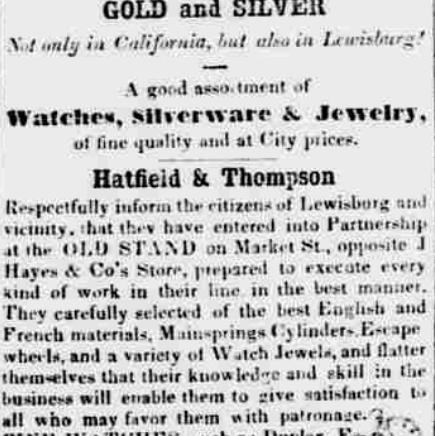 GOLD and SILVER
Not only in California, but also in Lewisburg!
A good assortment of
Watches, Silverware & Jewelry,
of fine quality and at City prices.
Hatfield & Thompson
Respectfully inform the citizens of Lewisburg and
vicinity, that they have entered into Partnership
at the OLD STAND on Market St., opposite J
Hayes & Co's Store, prepared to execute every
kind of work in their line in the best manner.
They carefully selected of the best English and
French materials, Mainsprings Cylinders, Escape
wheels, and a variety of Watch Jewels, and flatter
themselves that their knowledge and skill in the
business will enable them to give satisfaction to
all who may favor them with patronage.